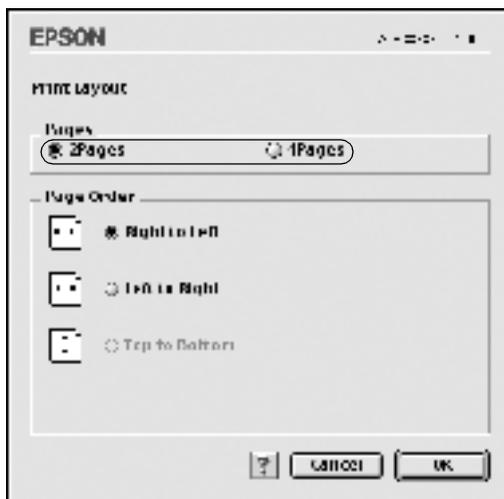 EPSON
Print Layout
Pages
2Pages 4Pages
Page Order
Right to Left
Left to Right
Top to Bottom
? Cancel OK